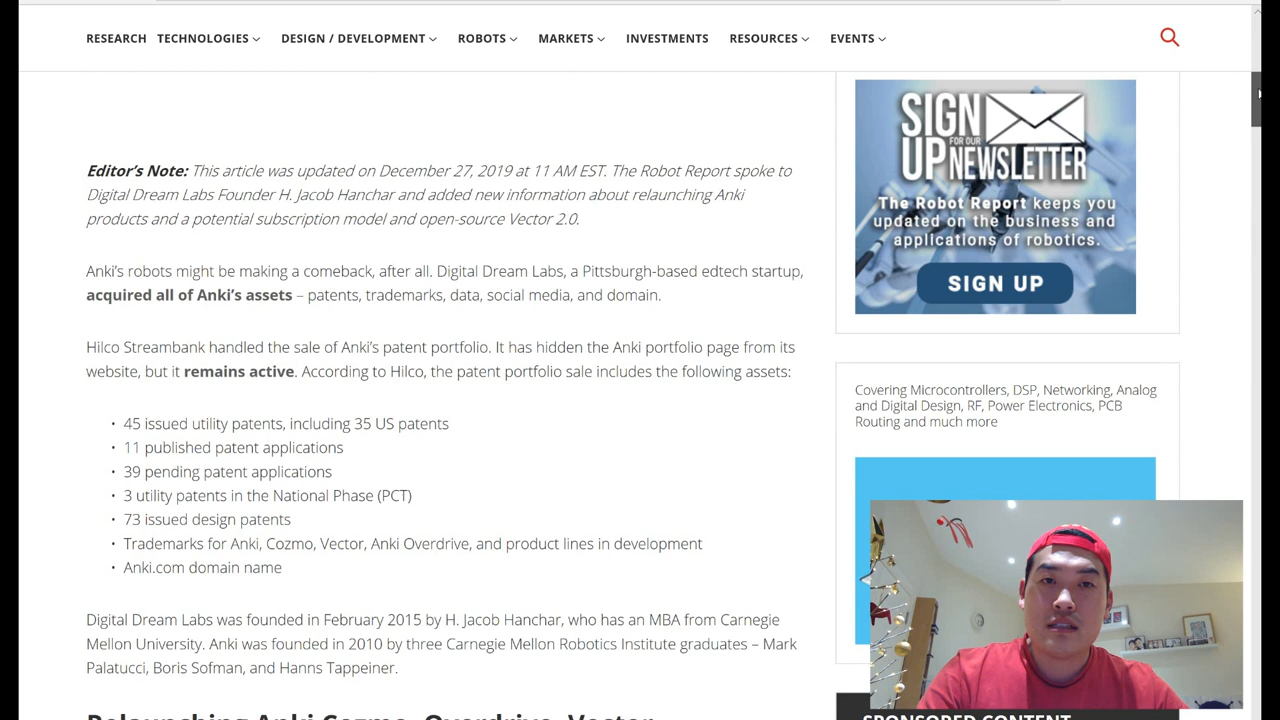 RESEARCH TECHNOLOGIES DESIGN / DEVELOPMENT ROBOTS MARKETS INVESTMENTS RESOURCES EVENTS
Editor's Note: This article was updated on December 27, 2019 at 11 AM EST. The Robot Report spoke to
Digital Dream Labs Founder H. Jacob Hanchar and added new information about relaunching Anki
products and a potential subscription model and open-source Vector 2.0.
Anki's robots might be making a comeback, after all. Digital Dream Labs, a Pittsburgh-based edtech startup,
acquired all of Anki's assets – patents, trademarks, data, social media, and domain.
Hilco Streambank handled the sale of Anki's patent portfolio. It has hidden the Anki portfolio page from its
website, but it remains active. According to Hilco, the patent portfolio sale includes the following assets:
• 45 issued utility patents, including 35 US patents
• 11 published patent applications
• 39 pending patent applications
• 3 utility patents in the National Phase (PCT)
• 73 issued design patents
• Trademarks for Anki, Cozmo, Vector, Anki Overdrive, and product lines in development
• Anki.com domain name
Digital Dream Labs was founded in February 2015 by H. Jacob Hanchar, who has an MBA from Carnegie
Mellon University. Anki was founded in 2010 by three Carnegie Mellon Robotics Institute graduates – Mark
Palatucci, Boris Sofman, and Hanns Tappeiner.
Relaunching Anki Cozmo, Overdrive, Vector
SIGN
UP FOR OUR NEWSLETTER
The Robot Report keeps you
updated on the business and
applications of robotics.
SIGN UP
Covering Microcontrollers, DSP, Networking, Analog
and Digital Design, RF, Power Electronics, PCB
Routing and much more
SPONSORED CONTENT